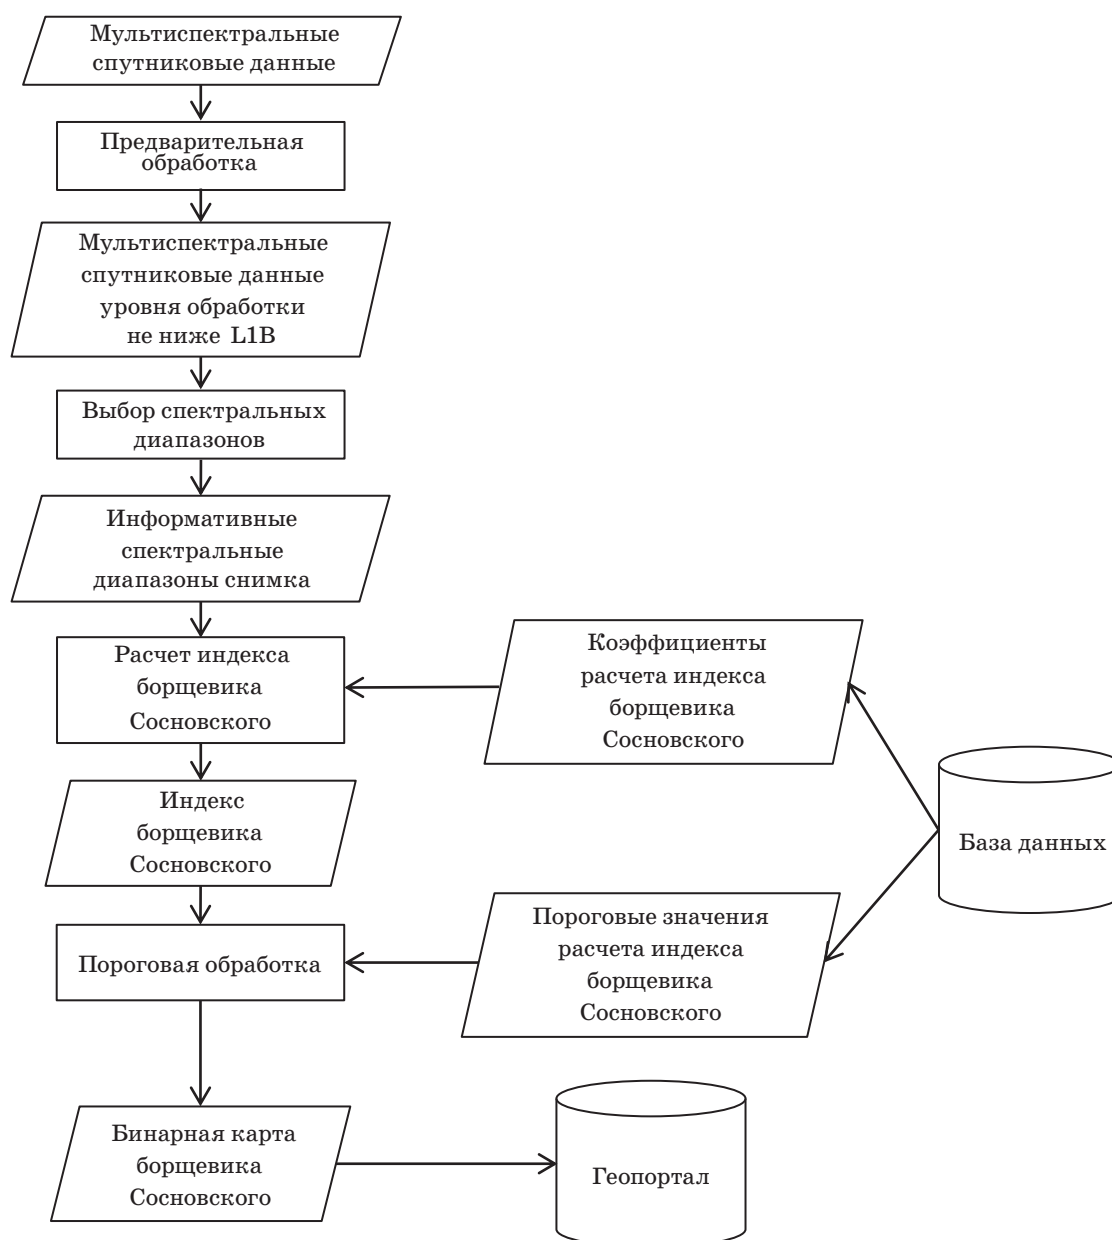 Мультиспектральные
спутниковые данные
Предварительная
обработка
Мультиспектральные
спутниковые данные
уровня обработки
не ниже L1B
Выбор спектральных
диапазонов
Информативные
спектральные
диапазоны снимка
Расчет индекса
борщевика
Сосновского
Коэффициенты
расчета индекса
борщевика
Сосновского
Индекс
борщевика
Сосновского
База данных
Пороговая обработка
Пороговые значения
расчета индекса
борщевика
Сосновского
Бинарная карта
борщевика
Сосновского
Геопортал